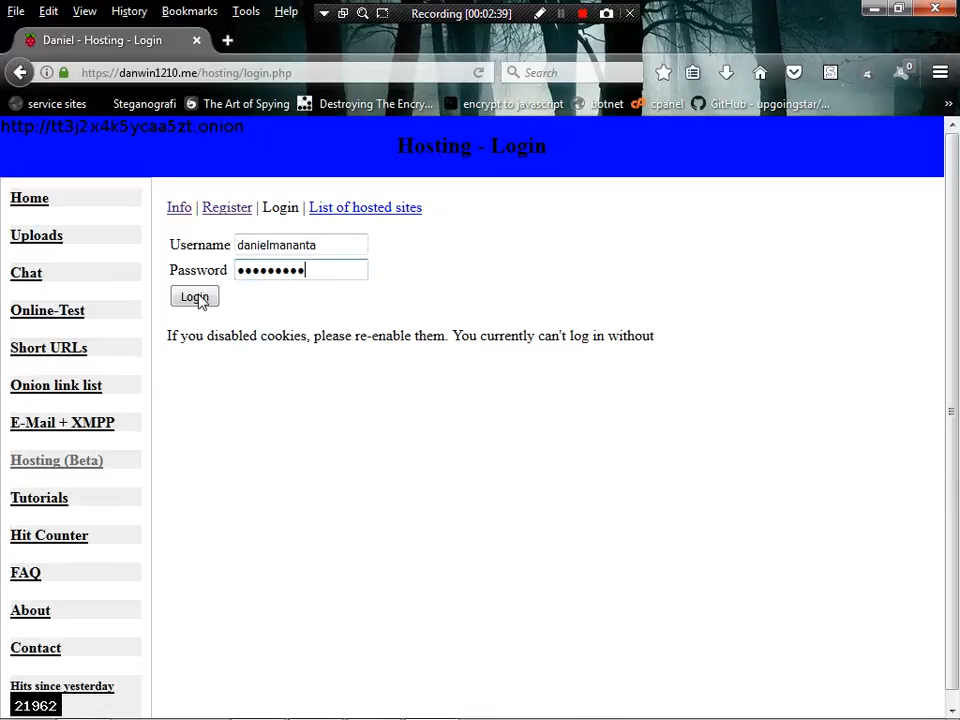 File Edit View History Bookmarks Tools Help
Recording [00:02:39]
Daniel - Hosting - Login
https://danwin1210.me/hosting/login.php
Search
0
service sites Steganografi The Art of Spying Destroying The Encry... encrypt to javascript botnet cpanel GitHub - upgoingstar/...
http://tt3j2x4k5ycaa5zt.onion
Hosting - Login
Home
Uploads
Chat
Online-Test
Short URLs
Onion link list
E-Mail + XMPP
Hosting (Beta)
Tutorials
Hit Counter
FAQ
About
Contact
Hits since yesterday
21962
Info | Register | Login | List of hosted sites
Username danielmananta
Password •••••••••
Login
If you disabled cookies, please re-enable them. You currently can't log in without